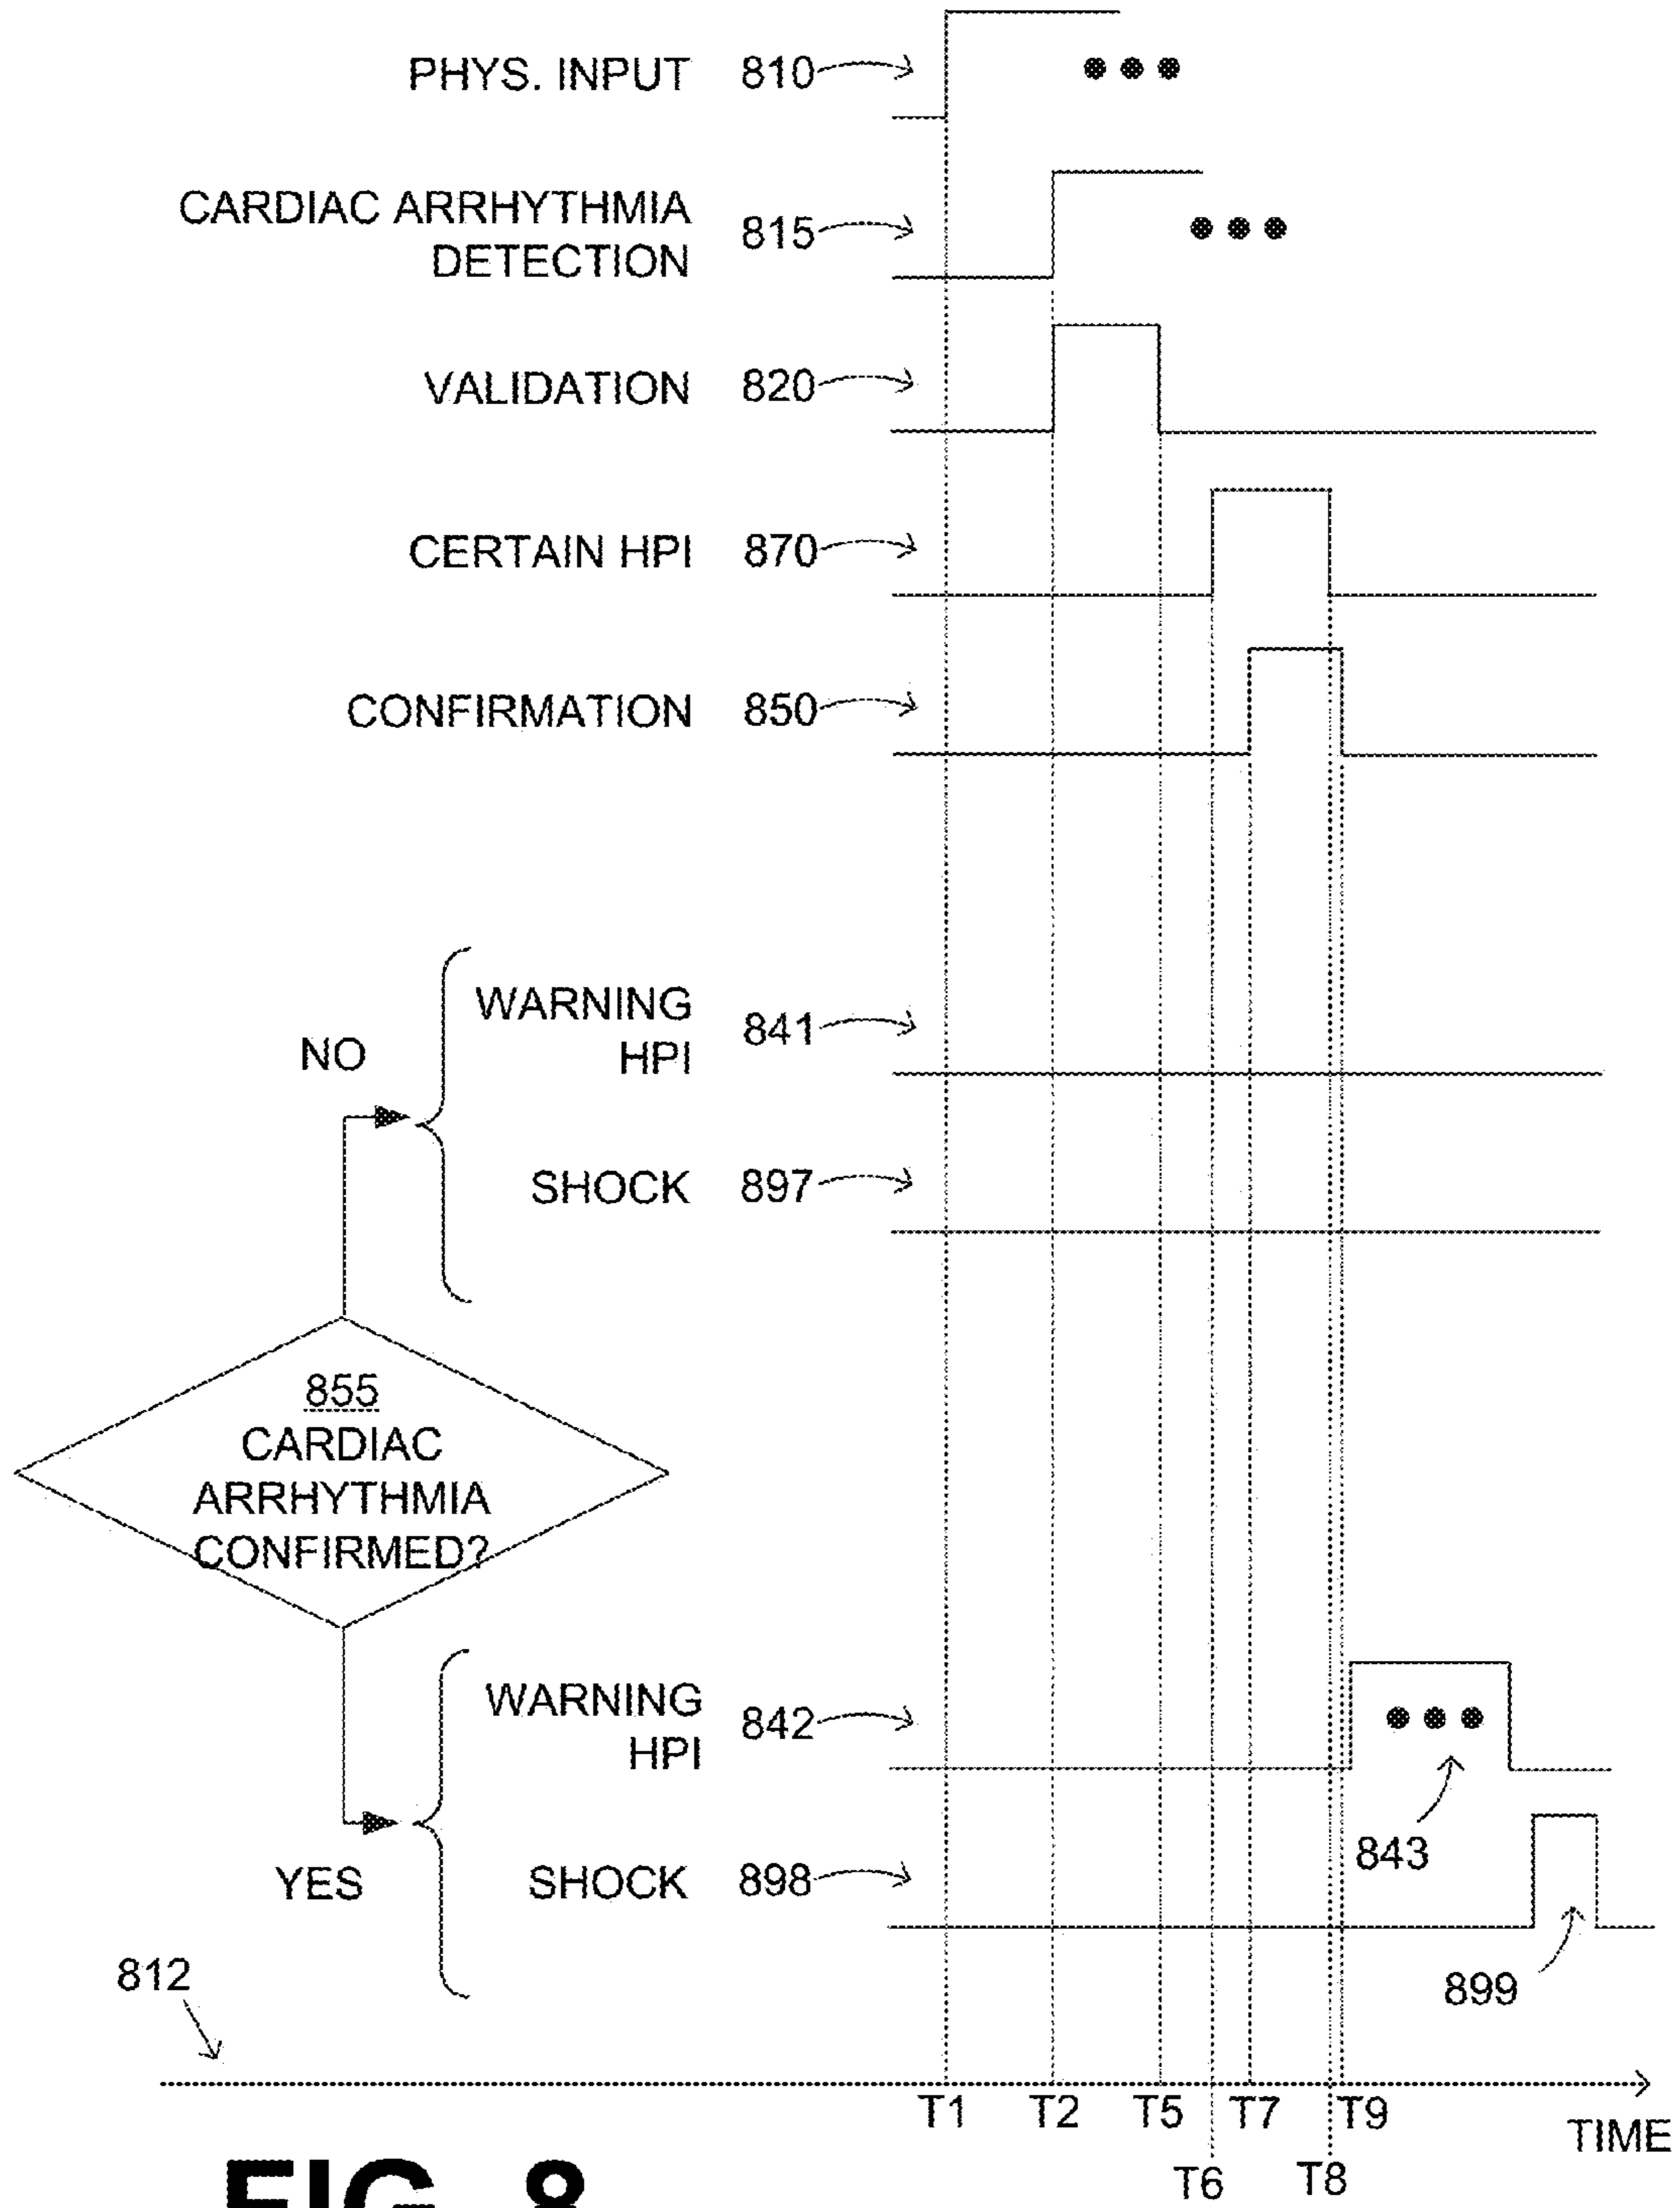 PHYS. INPUT 810
CARDIAC ARRHYTHMIA
DETECTION
815
VALIDATION 820
CERTAIN HPI 870
CONFIRMATION 850
NO
WARNING
HPI
841
SHOCK 897
855
CARDIAC
ARRHYTHMIA
CONFIRMED?
WARNING
HPI
842
843
YES
SHOCK 898
899
812
T1 T2 T5 T7 T9
TIME
T6 T8
FIG. 8